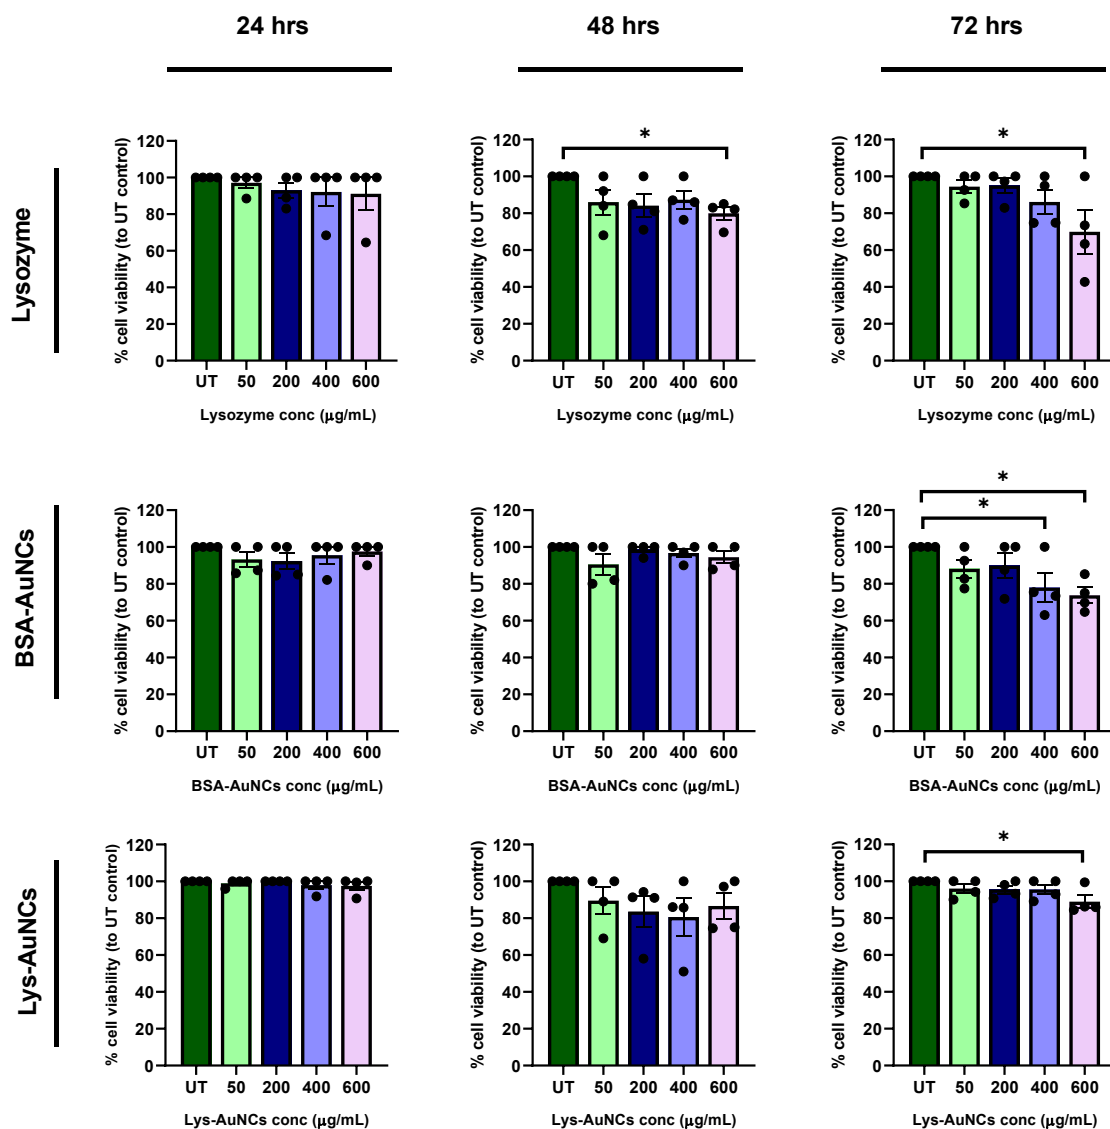 24 hrs
48 hrs
72 hrs
Lysozyme
% cell viability (to UT control)
120
100
80
60
40
20
0
UT 50 200 400 600
Lysozyme conc (µg/mL)
% cell viability (to UT control)
120
100
80
60
40
20
0
*
UT 50 200 400 600
Lysozyme conc (µg/mL)
% cell viability (to UT control)
120
100
80
60
40
20
0
*
UT 50 200 400 600
Lysozyme conc (µg/mL)
BSA-AuNCs
% cell viability (to UT control)
120
100
80
60
40
20
0
UT 50 200 400 600
BSA-AuNCs conc (µg/mL)
% cell viability (to UT control)
120
100
80
60
40
20
0
UT 50 200 400 600
BSA-AuNCs conc (µg/mL)
% cell viability (to UT control)
120
100
80
60
40
20
0
*
*
UT 50 200 400 600
BSA-AuNCs conc (µg/mL)
Lys-AuNCs
% cell viability (to UT control)
120
100
80
60
40
20
0
UT 50 200 400 600
Lys-AuNCs conc (µg/mL)
% cell viability (to UT control)
120
100
80
60
40
20
0
UT 50 200 400 600
Lys-AuNCs conc (µg/mL)
% cell viability (to UT control)
120
100
80
60
40
20
0
*
UT 50 200 400 600
Lys-AuNCs conc (µg/mL)